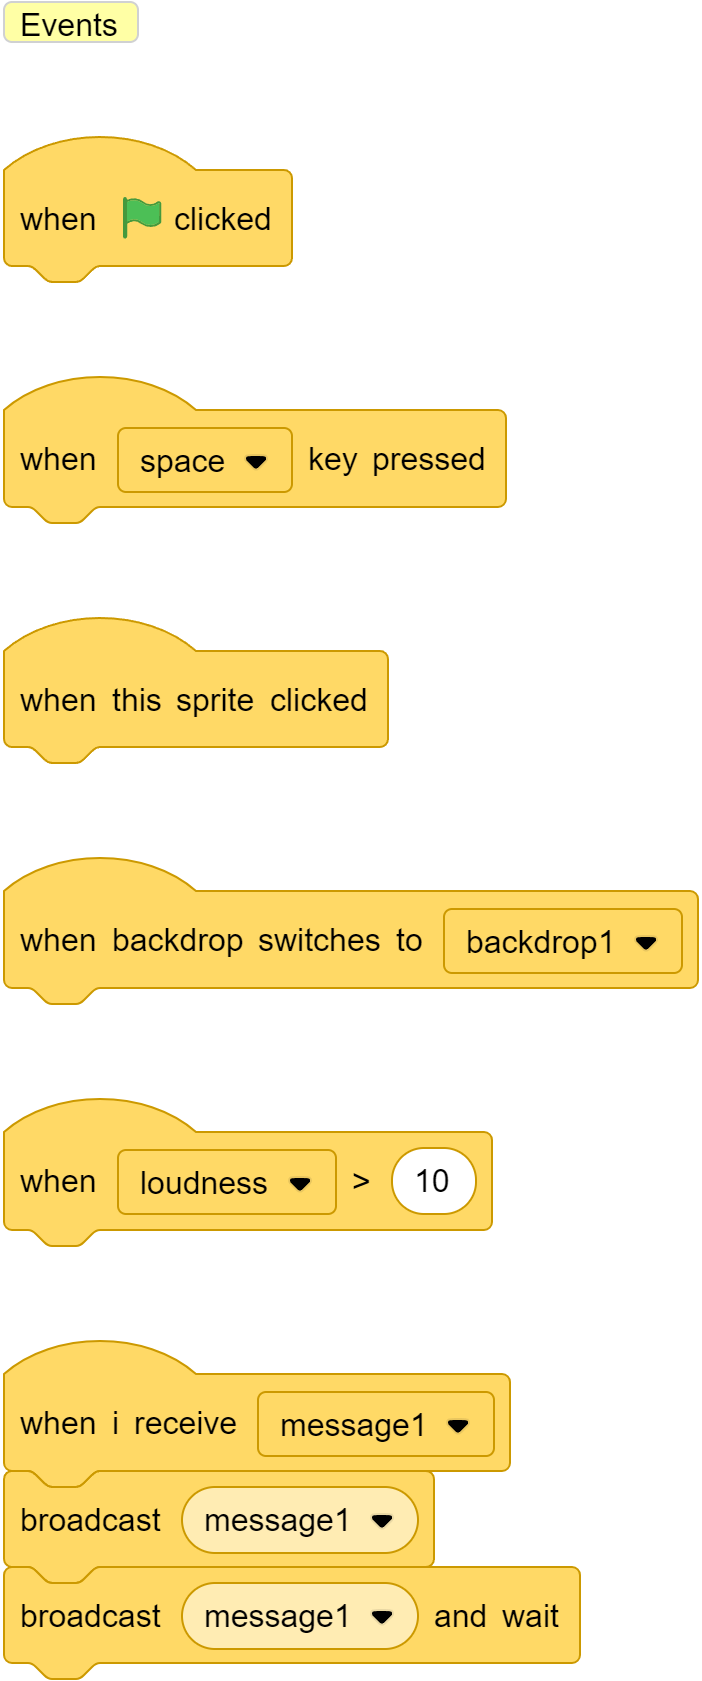 Events
when clicked
when space key pressed
when this sprite clicked
when backdrop switches to backdrop1
when loudness > 10
when i receive message1
broadcast message1
broadcast message1 and wait